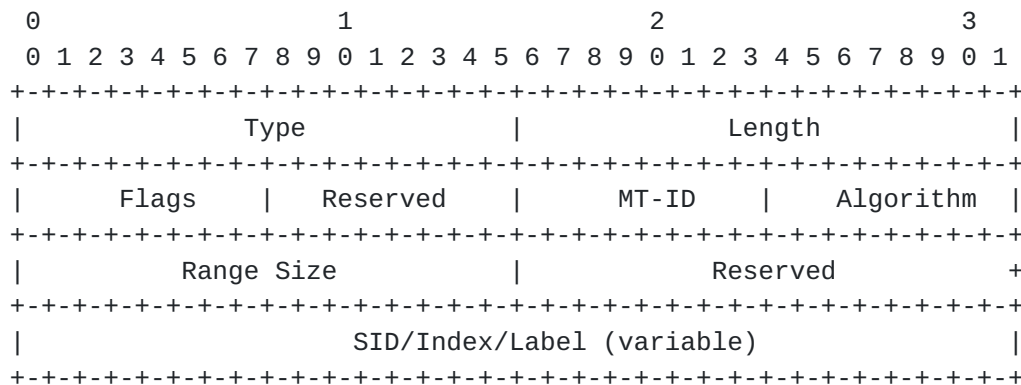 0                   1                   2                   3
 0 1 2 3 4 5 6 7 8 9 0 1 2 3 4 5 6 7 8 9 0 1 2 3 4 5 6 7 8 9 0 1
+-+-+-+-+-+-+-+-+-+-+-+-+-+-+-+-+-+-+-+-+-+-+-+-+-+-+-+-+-+-+-+-+
|              Type             |             Length            |
+-+-+-+-+-+-+-+-+-+-+-+-+-+-+-+-+-+-+-+-+-+-+-+-+-+-+-+-+-+-+-+-+
|      Flags    |   Reserved    |      MT-ID    |    Algorithm  |
+-+-+-+-+-+-+-+-+-+-+-+-+-+-+-+-+-+-+-+-+-+-+-+-+-+-+-+-+-+-+-+-+
|          Range Size           |            Reserved           +
+-+-+-+-+-+-+-+-+-+-+-+-+-+-+-+-+-+-+-+-+-+-+-+-+-+-+-+-+-+-+-+-+
|                     SID/Index/Label (variable)                |
+-+-+-+-+-+-+-+-+-+-+-+-+-+-+-+-+-+-+-+-+-+-+-+-+-+-+-+-+-+-+-+-+